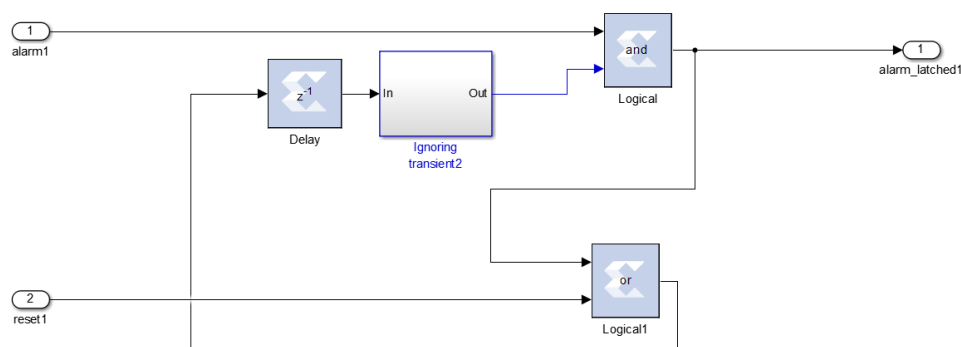 1
alarm1
and
Logical
1
alarm_latched1
z-1
Delay
In
Out
Ignoring
transient2
or
Logical1
2
reset1